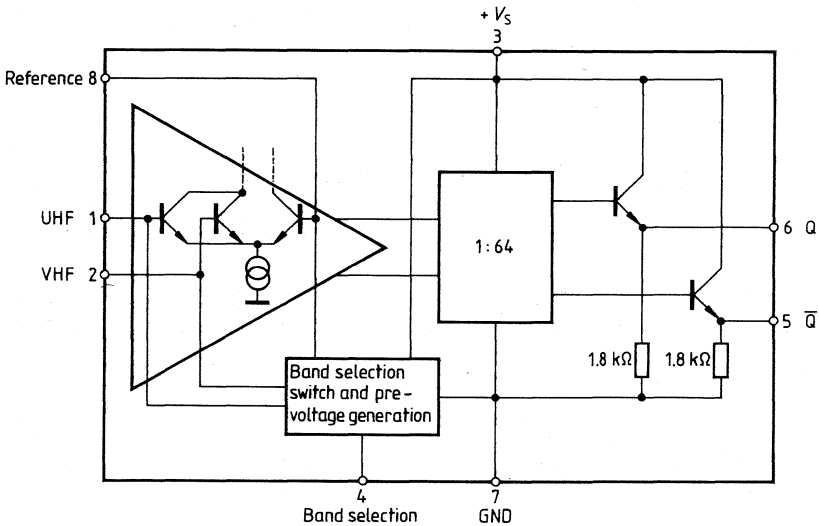 + Vs
3
Reference 8
UHF 1
VHF 2
1:64
6 Q
5 Q̅
1.8 kΩ 1.8 kΩ
Band selection
switch and pre-
voltage generation
4
Band selection
7
GND